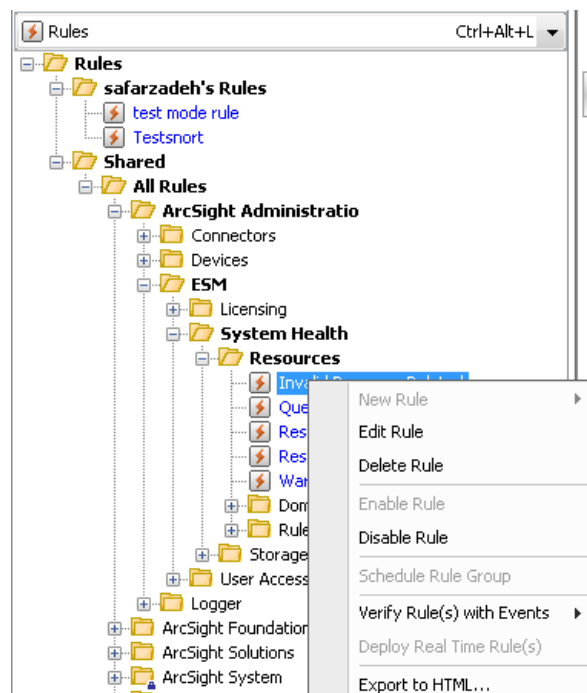 Rules Ctrl+Alt+L
Rules
safarzadeh's Rules
test mode rule
Testsnort
Shared
All Rules
ArcSight Administratio
Connectors
Devices
ESM
Licensing
System Health
Resources
Invalid Resource
Que
Res
Res
War
Dom
Rule
Storage
User Access
Logger
ArcSight Foundation
ArcSight Solutions
ArcSight System
New Rule
Edit Rule
Delete Rule
Enable Rule
Disable Rule
Schedule Rule Group
Verify Rule(s) with Events
Deploy Real Time Rule(s)
Export to HTML...